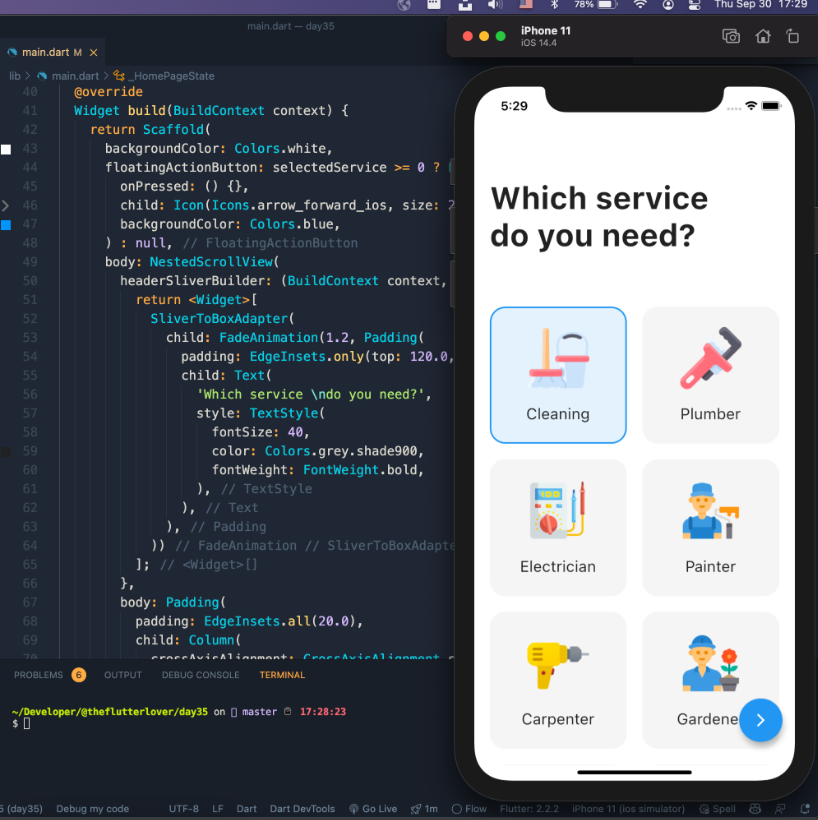 78%
Thu Sep 30 17:29
main.dart — day35
main.dart M ×
lib > main.dart > _HomePageState
40 @override
41 Widget build(BuildContext context) {
42 return Scaffold(
43 backgroundColor: Colors.white,
44 floatingActionButton: selectedService >= 0 ?
45 onPressed: () {},
46 child: Icon(Icons.arrow_forward_ios, size: 2
47 backgroundColor: Colors.blue,
48 ) : null, // FloatingActionButton
49 body: NestedScrollView(
50 headerSliverBuilder: (BuildContext context,
51 return <Widget>[
52 SliverToBoxAdapter(
53 child: FadeAnimation(1.2, Padding(
54 padding: EdgeInsets.only(top: 120.0,
55 child: Text(
56 'Which service \ndo you need?',
57 style: TextStyle(
58 fontSize: 40,
59 color: Colors.grey.shade900,
60 fontWeight: FontWeight.bold,
61 ), // TextStyle
62 ), // Text
63 ), // Padding
64 )) // FadeAnimation // SliverToBoxAdapte
65 ]; // <Widget>[]
66 },
67 body: Padding(
68 padding: EdgeInsets.all(20.0),
69 child: Column(
70 crossAxisAlignment: CrossAxisAlignment
PROBLEMS 6 OUTPUT DEBUG CONSOLE TERMINAL
~/Developer/@theflutterlover/day35 on master 17:28:23
$
5 (day35) Debug my code UTF-8 LF Dart Dart DevTools Go Live 1m Flow Flutter: 2.2.2 iPhone 11 (ios simulator) Spell
iPhone 11
iOS 14.4
5:29
Which service
do you need?
Cleaning
Plumber
Electrician
Painter
Carpenter
Gardene